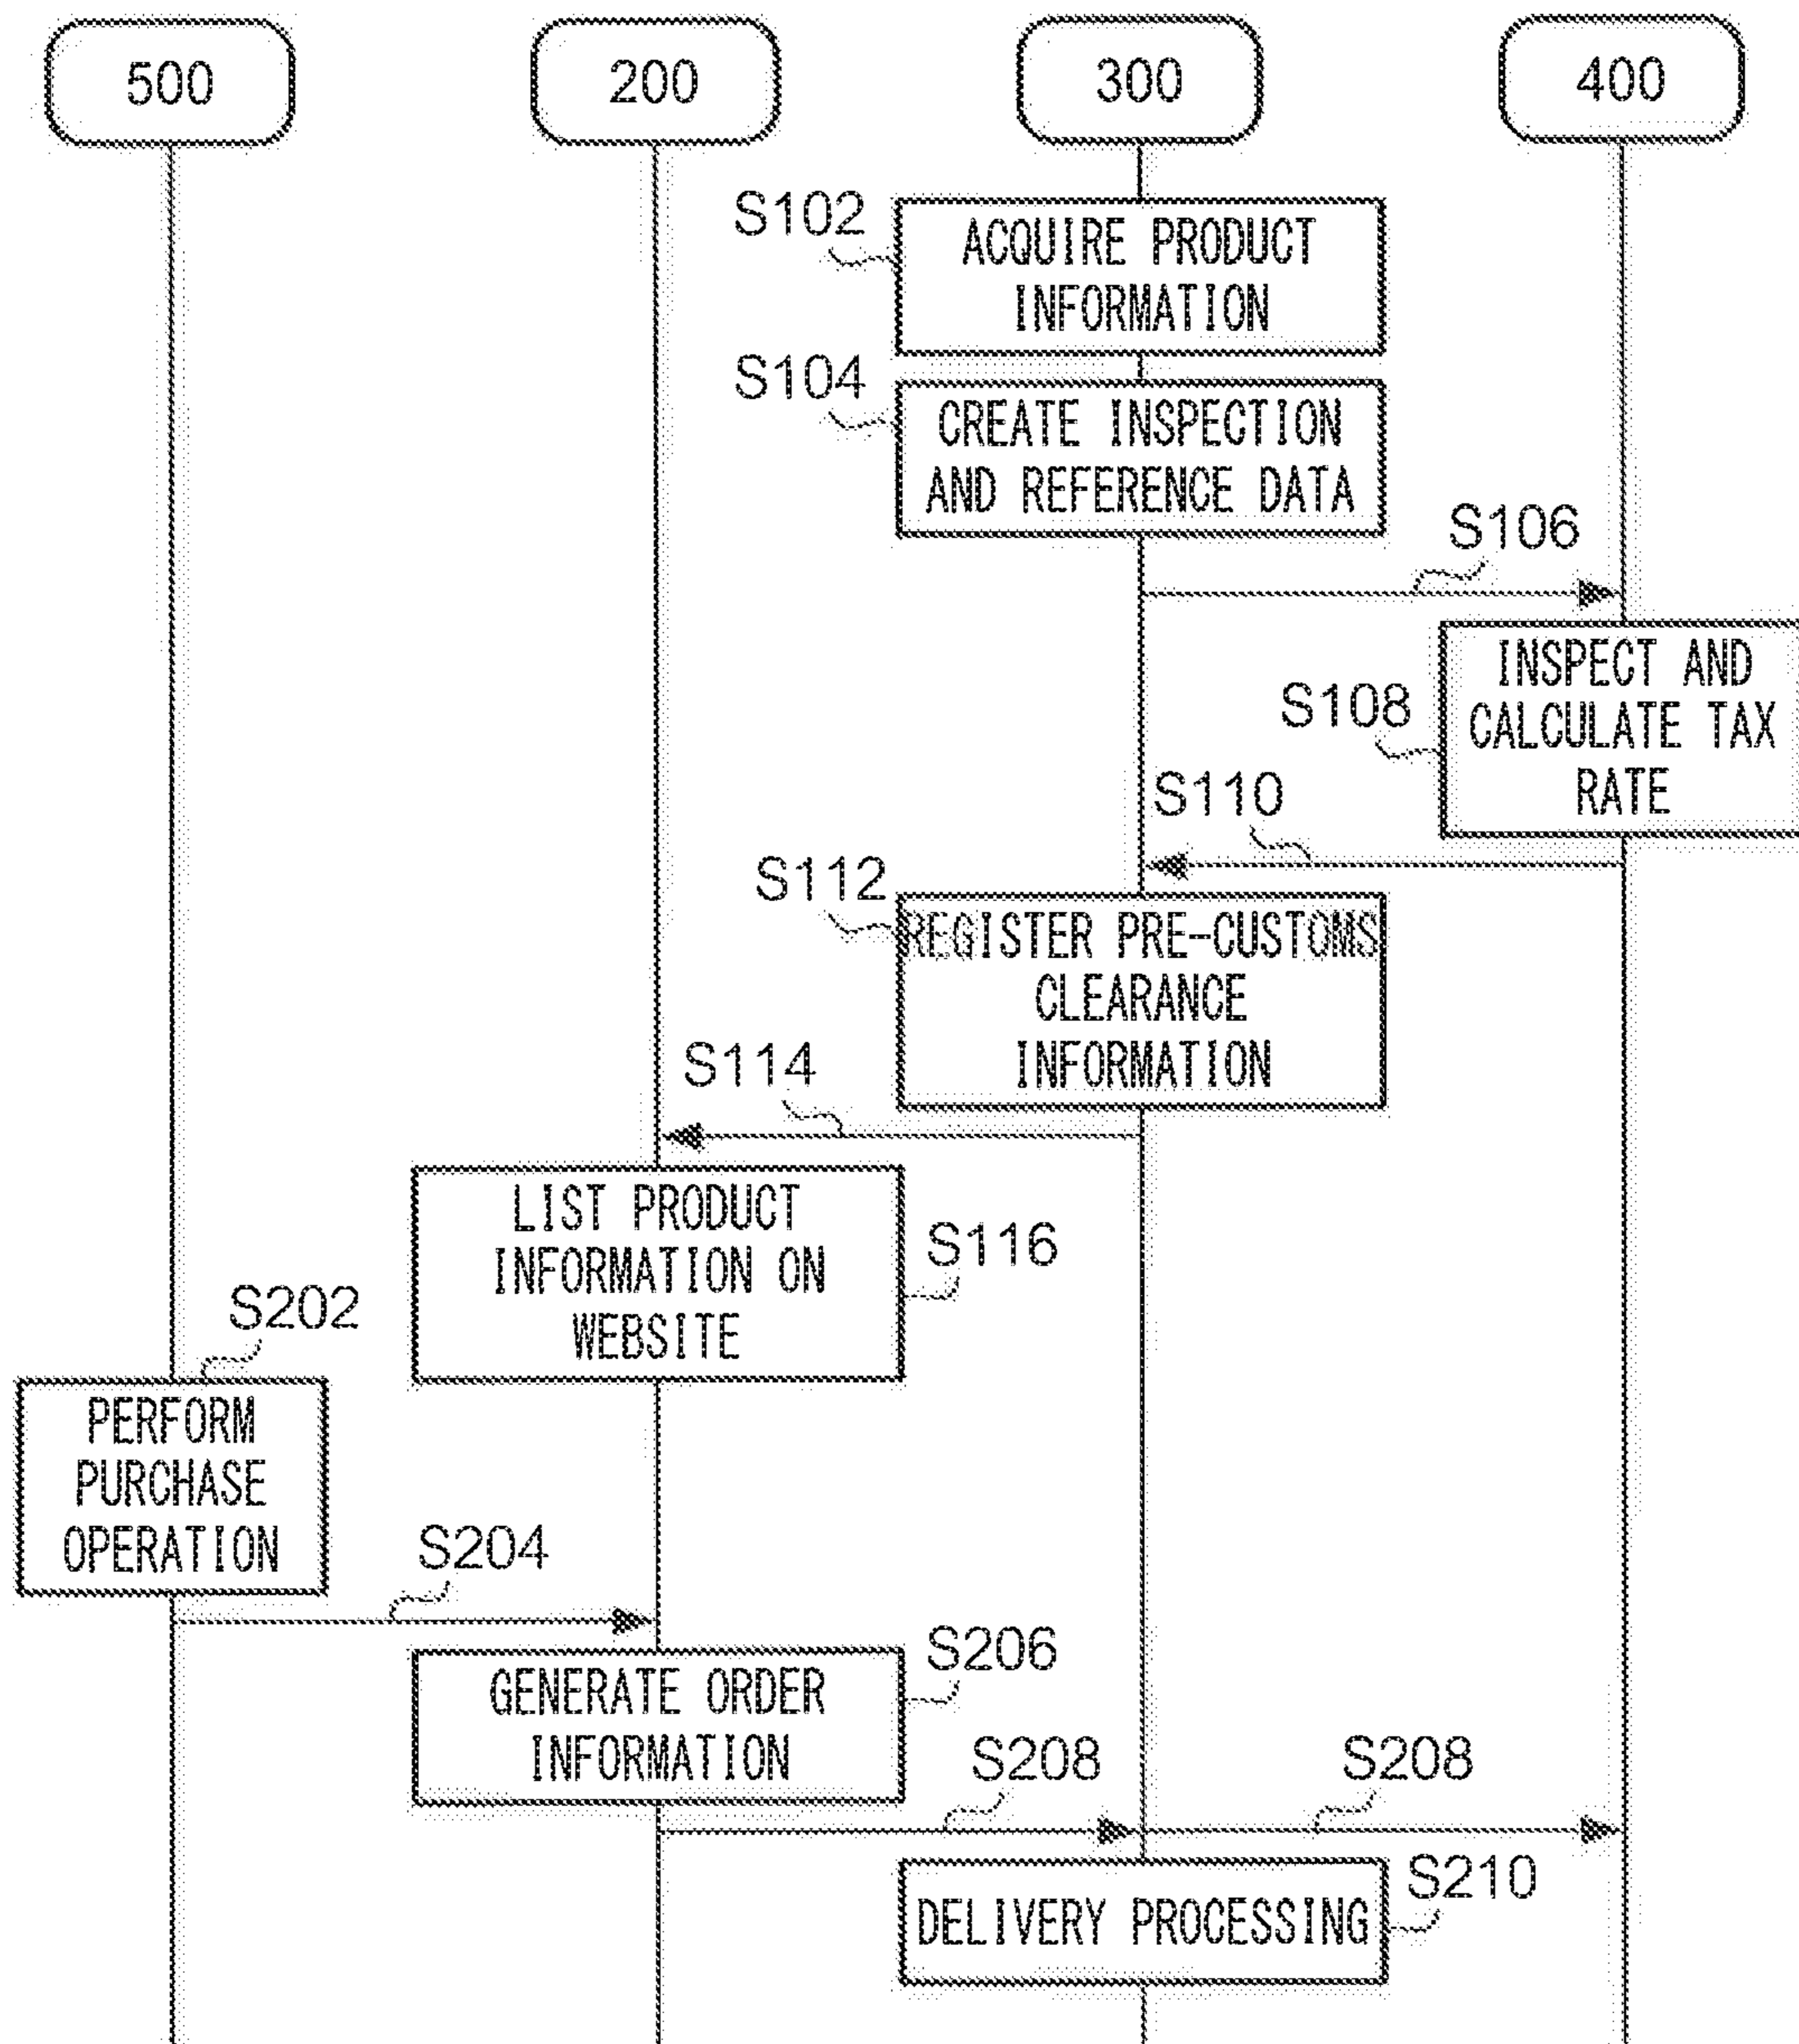 500
200
300
400
S102
ACQUIRE PRODUCT
INFORMATION
S104
CREATE INSPECTION
AND REFERENCE DATA
S106
S108
INSPECT AND
CALCULATE TAX
RATE
S110
S112
REGISTER PRE-CUSTOMS
CLEARANCE
INFORMATION
S114
LIST PRODUCT
INFORMATION ON
WEBSITE
S116
S202
PERFORM
PURCHASE
OPERATION
S204
GENERATE ORDER
INFORMATION
S206
S208
S208
DELIVERY PROCESSING
S210